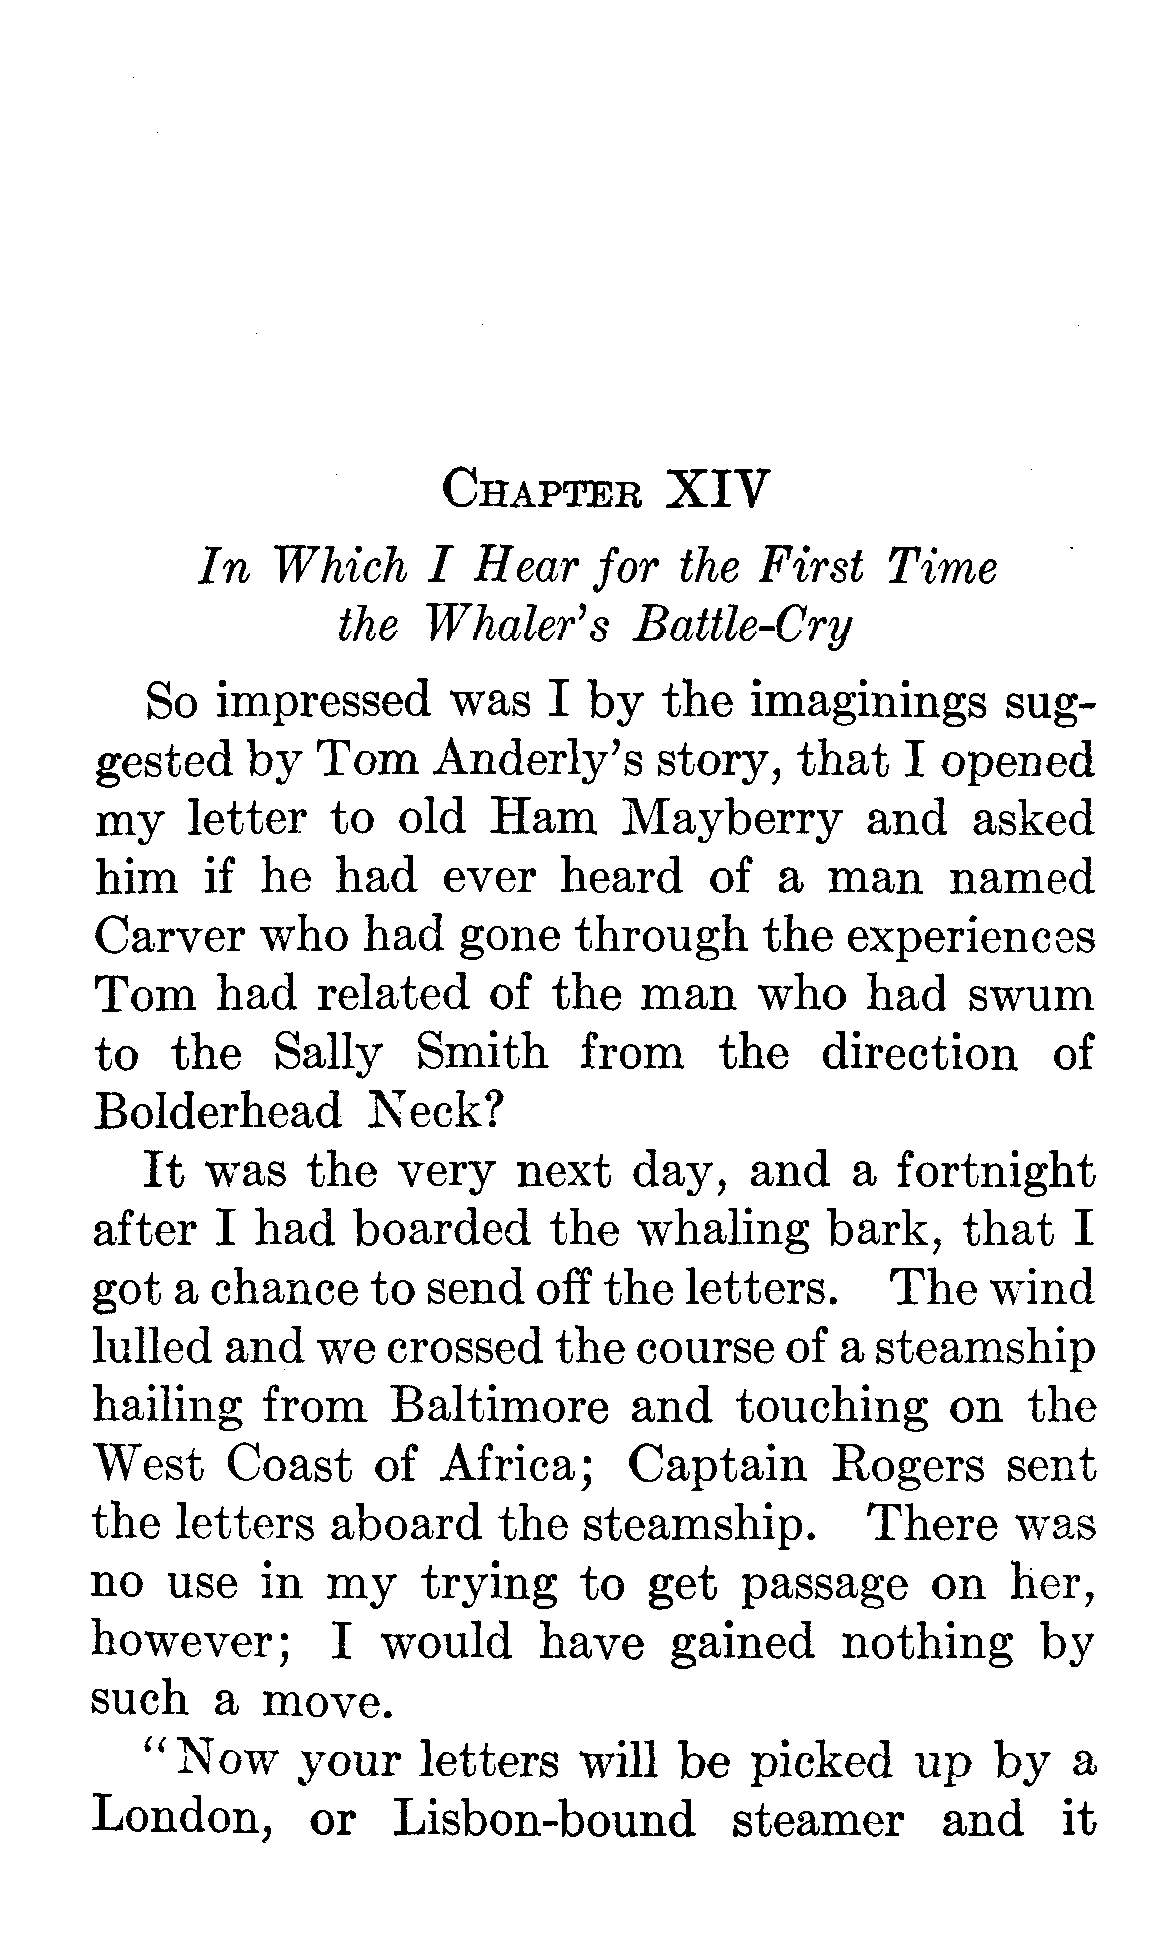 Chapter XIV
In Which I Hear for the First Time
the Whaler's Battle-Cry
So impressed was I by the imaginings sug-
gested by Tom Anderly's story, that I opened
my letter to old Ham Mayberry and asked
him if he had ever heard of a man named
Carver who had gone through the experiences
Tom had related of the man who had swum
to the Sally Smith from the direction of
Bolderhead Neck?
It was the very next day, and a fortnight
after I had boarded the whaling bark, that I
got a chance to send off the letters. The wind
lulled and we crossed the course of a steamship
hailing from Baltimore and touching on the
West Coast of Africa; Captain Rogers sent
the letters aboard the steamship. There was
no use in my trying to get passage on her,
however; I would have gained nothing by
such a move.
"Now your letters will be picked up by a
London, or Lisbon-bound steamer and it